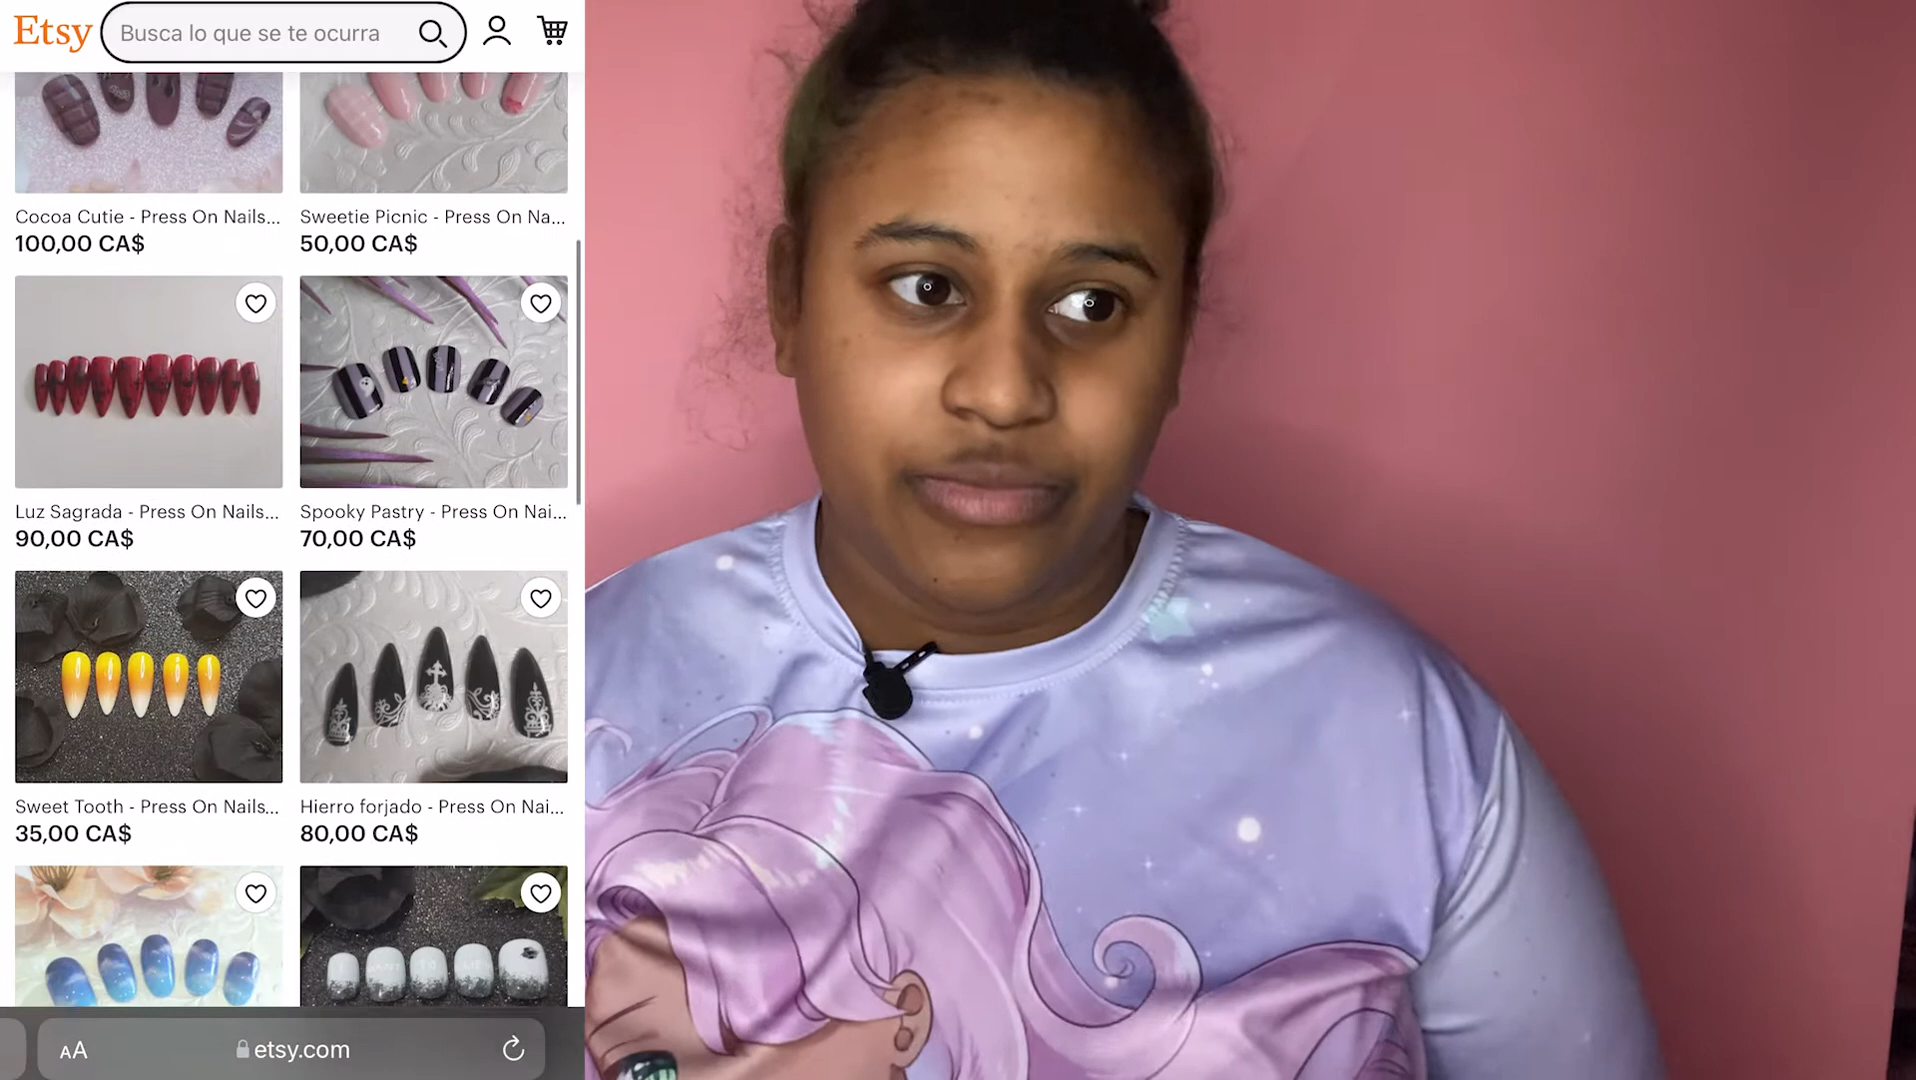 Etsy
Busca lo que se te ocurra
Cocoa Cutie - Press On Nails...
100,00 CA$
Sweetie Picnic - Press On Na...
50,00 CA$
Luz Sagrada - Press On Nails...
90,00 CA$
Spooky Pastry - Press On Nai...
70,00 CA$
Sweet Tooth - Press On Nails...
35,00 CA$
Hierro forjado - Press On Nai...
80,00 CA$
AA
etsy.com